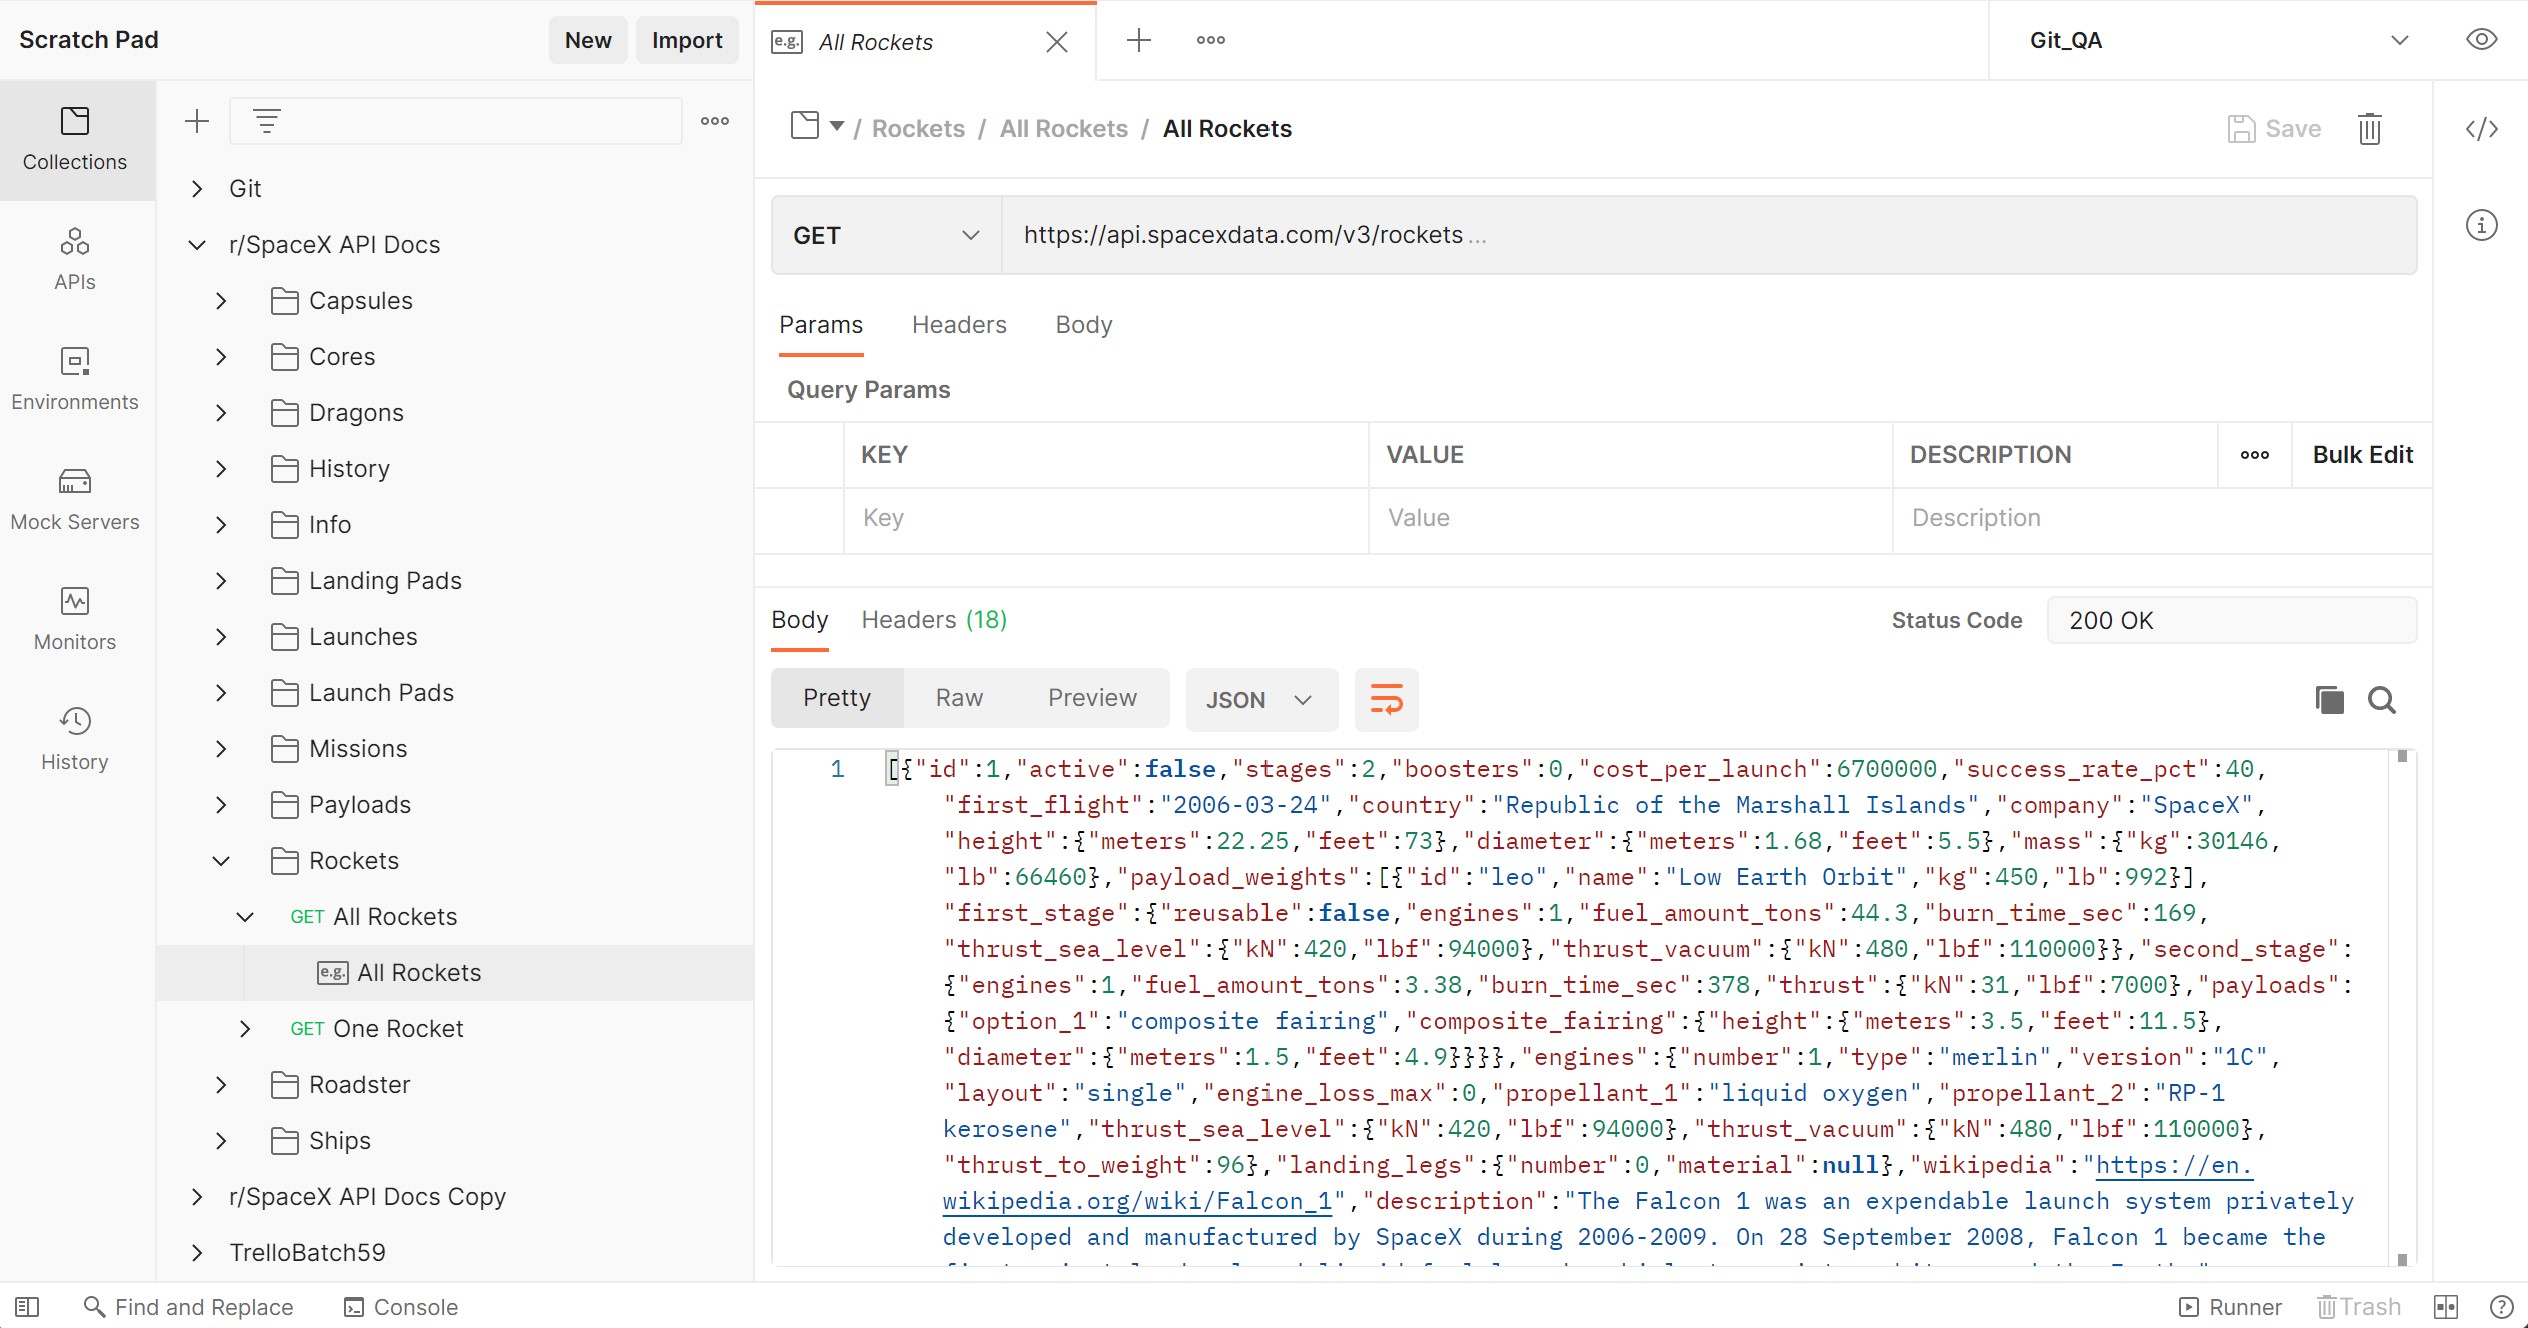 Scratch Pad
New
Import
e.g. All Rockets
Git_QA
Collections
APIs
Environments
Mock Servers
Monitors
History
Git
r/SpaceX API Docs
Capsules
Cores
Dragons
History
Info
Landing Pads
Launches
Launch Pads
Missions
Payloads
Rockets
GET All Rockets
e.g. All Rockets
GET One Rocket
Roadster
Ships
r/SpaceX API Docs Copy
TrelloBatch59
/ Rockets / All Rockets / All Rockets
Save
GET
https://api.spacexdata.com/v3/rockets ...
Params Headers Body
Query Params
KEY VALUE DESCRIPTION Bulk Edit
Key Value Description
Body Headers (18)
Status Code 200 OK
Pretty Raw Preview JSON
1 [{"id":1,"active":false,"stages":2,"boosters":0,"cost_per_launch":6700000,"success_rate_pct":40,
"first_flight":"2006-03-24","country":"Republic of the Marshall Islands","company":"SpaceX",
"height":{"meters":22.25,"feet":73},"diameter":{"meters":1.68,"feet":5.5},"mass":{"kg":30146,
"lb":66460},"payload_weights":[{"id":"leo","name":"Low Earth Orbit","kg":450,"lb":992}],
"first_stage":{"reusable":false,"engines":1,"fuel_amount_tons":44.3,"burn_time_sec":169,
"thrust_sea_level":{"kN":420,"lbf":94000},"thrust_vacuum":{"kN":480,"lbf":110000}},"second_stage":
{"engines":1,"fuel_amount_tons":3.38,"burn_time_sec":378,"thrust":{"kN":31,"lbf":7000},"payloads":
{"option_1":"composite fairing","composite_fairing":{"height":{"meters":3.5,"feet":11.5},
"diameter":{"meters":1.5,"feet":4.9}}}},"engines":{"number":1,"type":"merlin","version":"1C",
"layout":"single","engine_loss_max":0,"propellant_1":"liquid oxygen","propellant_2":"RP-1
kerosene","thrust_sea_level":{"kN":420,"lbf":94000},"thrust_vacuum":{"kN":480,"lbf":110000},
"thrust_to_weight":96},"landing_legs":{"number":0,"material":null},"wikipedia":"https://en.
wikipedia.org/wiki/Falcon_1","description":"The Falcon 1 was an expendable launch system privately
developed and manufactured by SpaceX during 2006-2009. On 28 September 2008, Falcon 1 became the
Find and Replace
Console
Runner
Trash